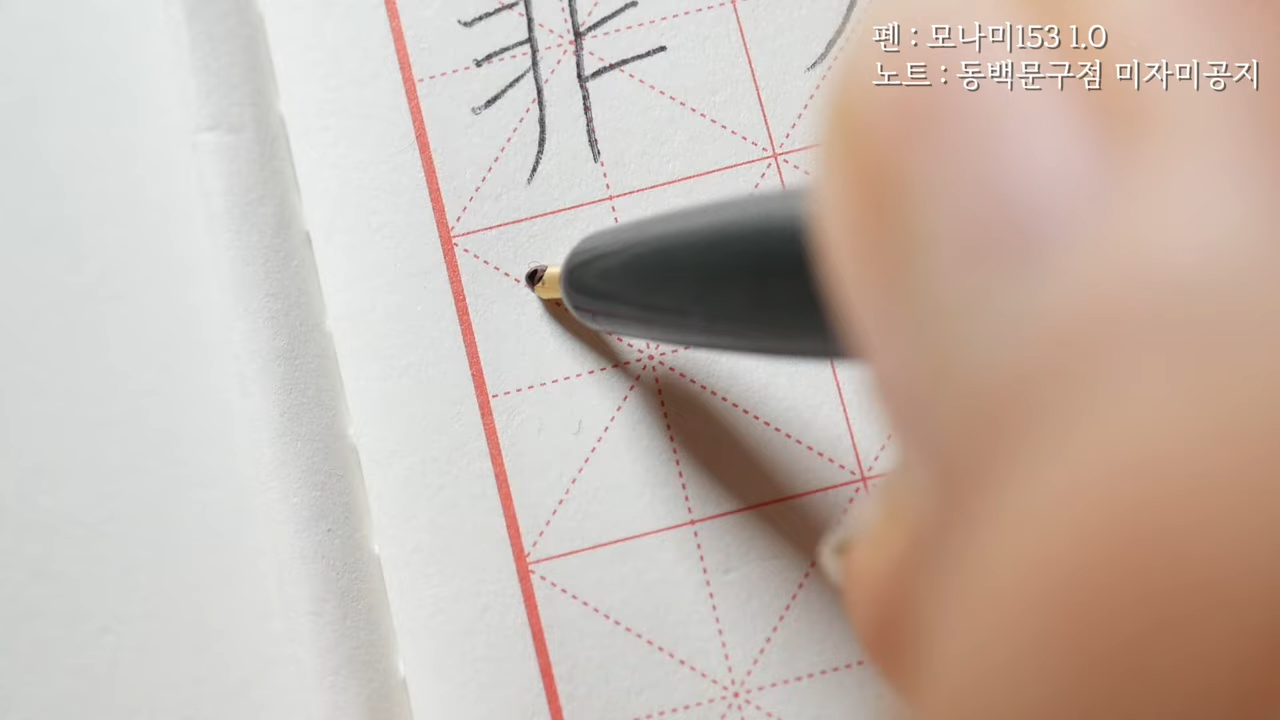 펜 : 모나미153 1.0
노트 : 동백문구점 미자미공지
非